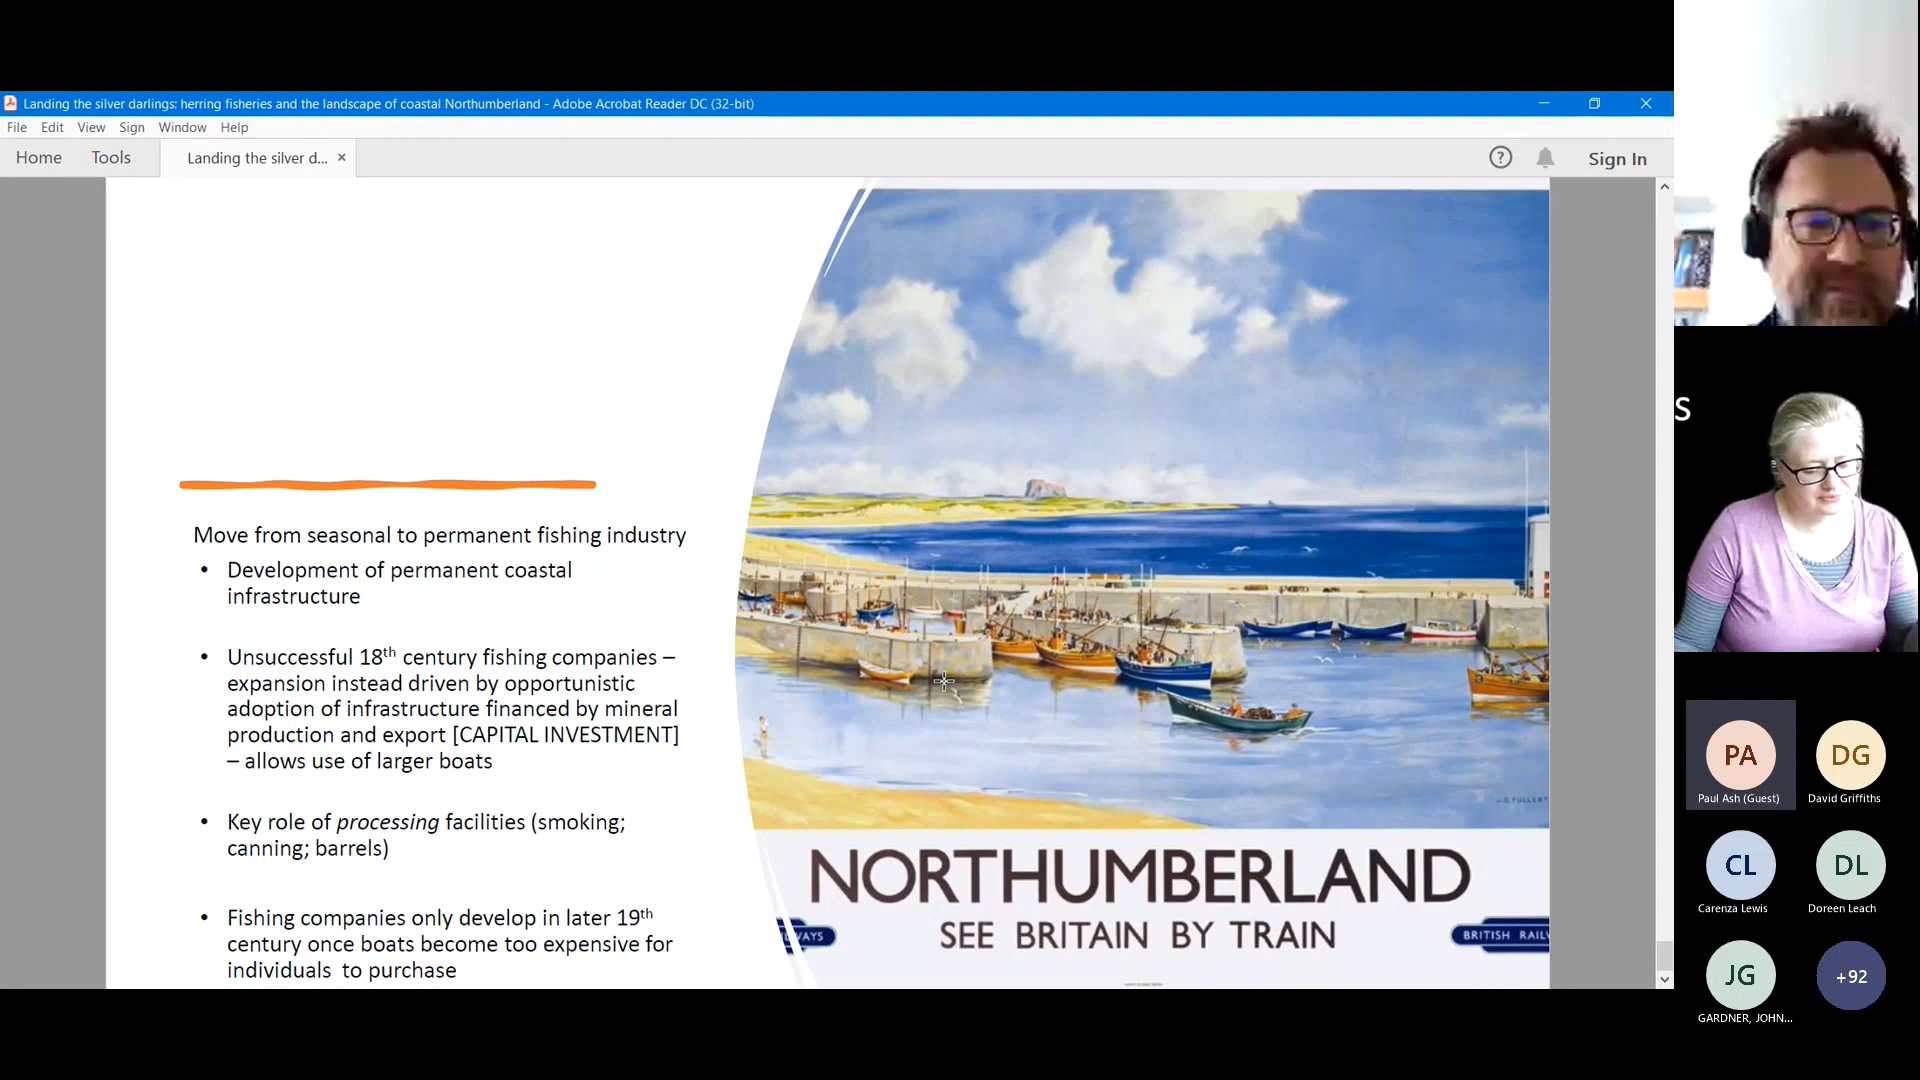 Landing the silver darlings: herring fisheries and the landscape of coastal Northumberland - Adobe Acrobat Reader DC (32-bit)
File Edit View Sign Window Help
Home Tools Landing the silver d... × Sign In
Move from seasonal to permanent fishing industry
• Development of permanent coastal
infrastructure
• Unsuccessful 18th century fishing companies –
expansion instead driven by opportunistic
adoption of infrastructure financed by mineral
production and export [CAPITAL INVESTMENT]
– allows use of larger boats
• Key role of processing facilities (smoking;
canning; barrels)
• Fishing companies only develop in later 19th
century once boats become too expensive for
individuals to purchase
NORTHUMBERLAND
SEE BRITAIN BY TRAIN
WAYS
BRITISH RAIL
S
PA
Paul Ash (Guest)
DG
David Griffiths
CL
Carenza Lewis
DL
Doreen Leach
JG
GARDNER, JOHN...
+92